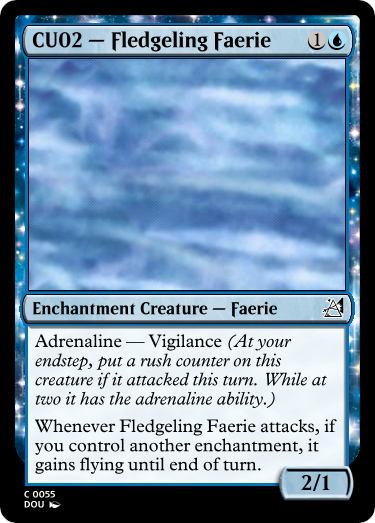 CU02 — Fledgeling Faerie 1
Enchantment Creature — Faerie
Adrenaline — Vigilance (At your
endstep, put a rush counter on this
creature if it attacked this turn. While at
two it has the adrenaline ability.)
Whenever Fledgeling Faerie attacks, if
you control another enchantment, it
gains flying until end of turn.
2/1
C 0055
DOU